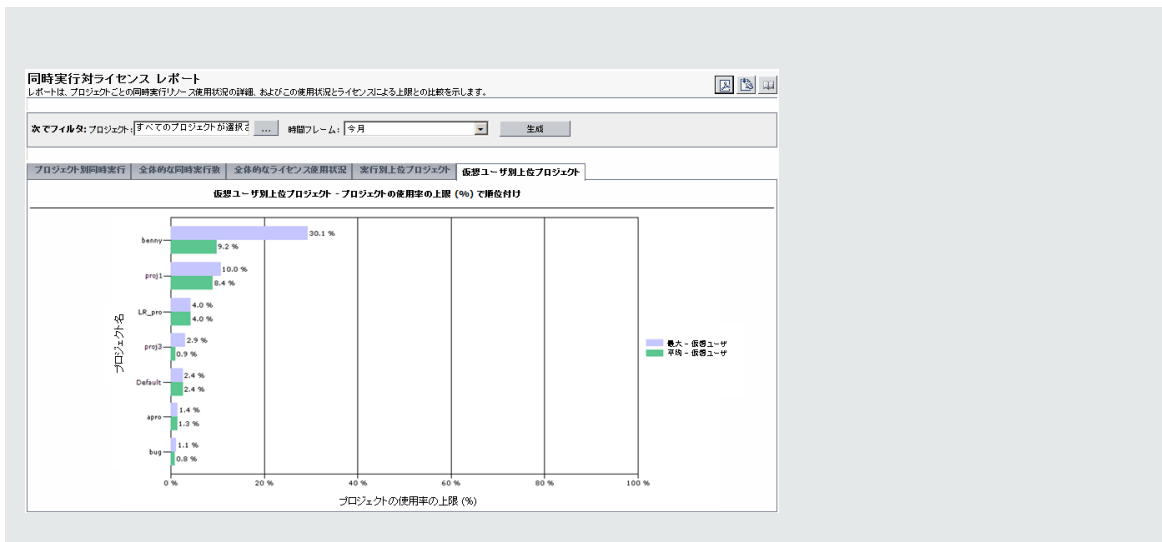 同時実行対ライセンス レポート
レポートは、プロジェクトごとの同時実行リソース使用状況の詳細、およびこの使用状況とライセンスによる上限との比較を示します。
次でフィルタ: プロジェクト: すべてのプロジェクトが選択さ ... 時間フレーム: 今月 生成
プロジェクト別同時実行 全体的な同時実行数 全体的なライセンス使用状況 実行別上位プロジェクト 仮想ユーザ別上位プロジェクト
仮想ユーザ別上位プロジェクト - プロジェクトの使用率の上限 (%) で順位付け
benny 30.1 %
9.2 %
proj1 10.0 %
8.4 %
LR_pro 4.0 %
4.0 %
proj3 2.9 %
0.9 %
Default 2.4 %
2.4 %
apro 1.4 %
1.3 %
bug 1.1 %
0.8 %
プロジェクト名
最大 - 仮想ユーザ
平均 - 仮想ユーザ
0 % 20 % 40 % 60 % 80 % 100 %
プロジェクトの使用率の上限 (%)